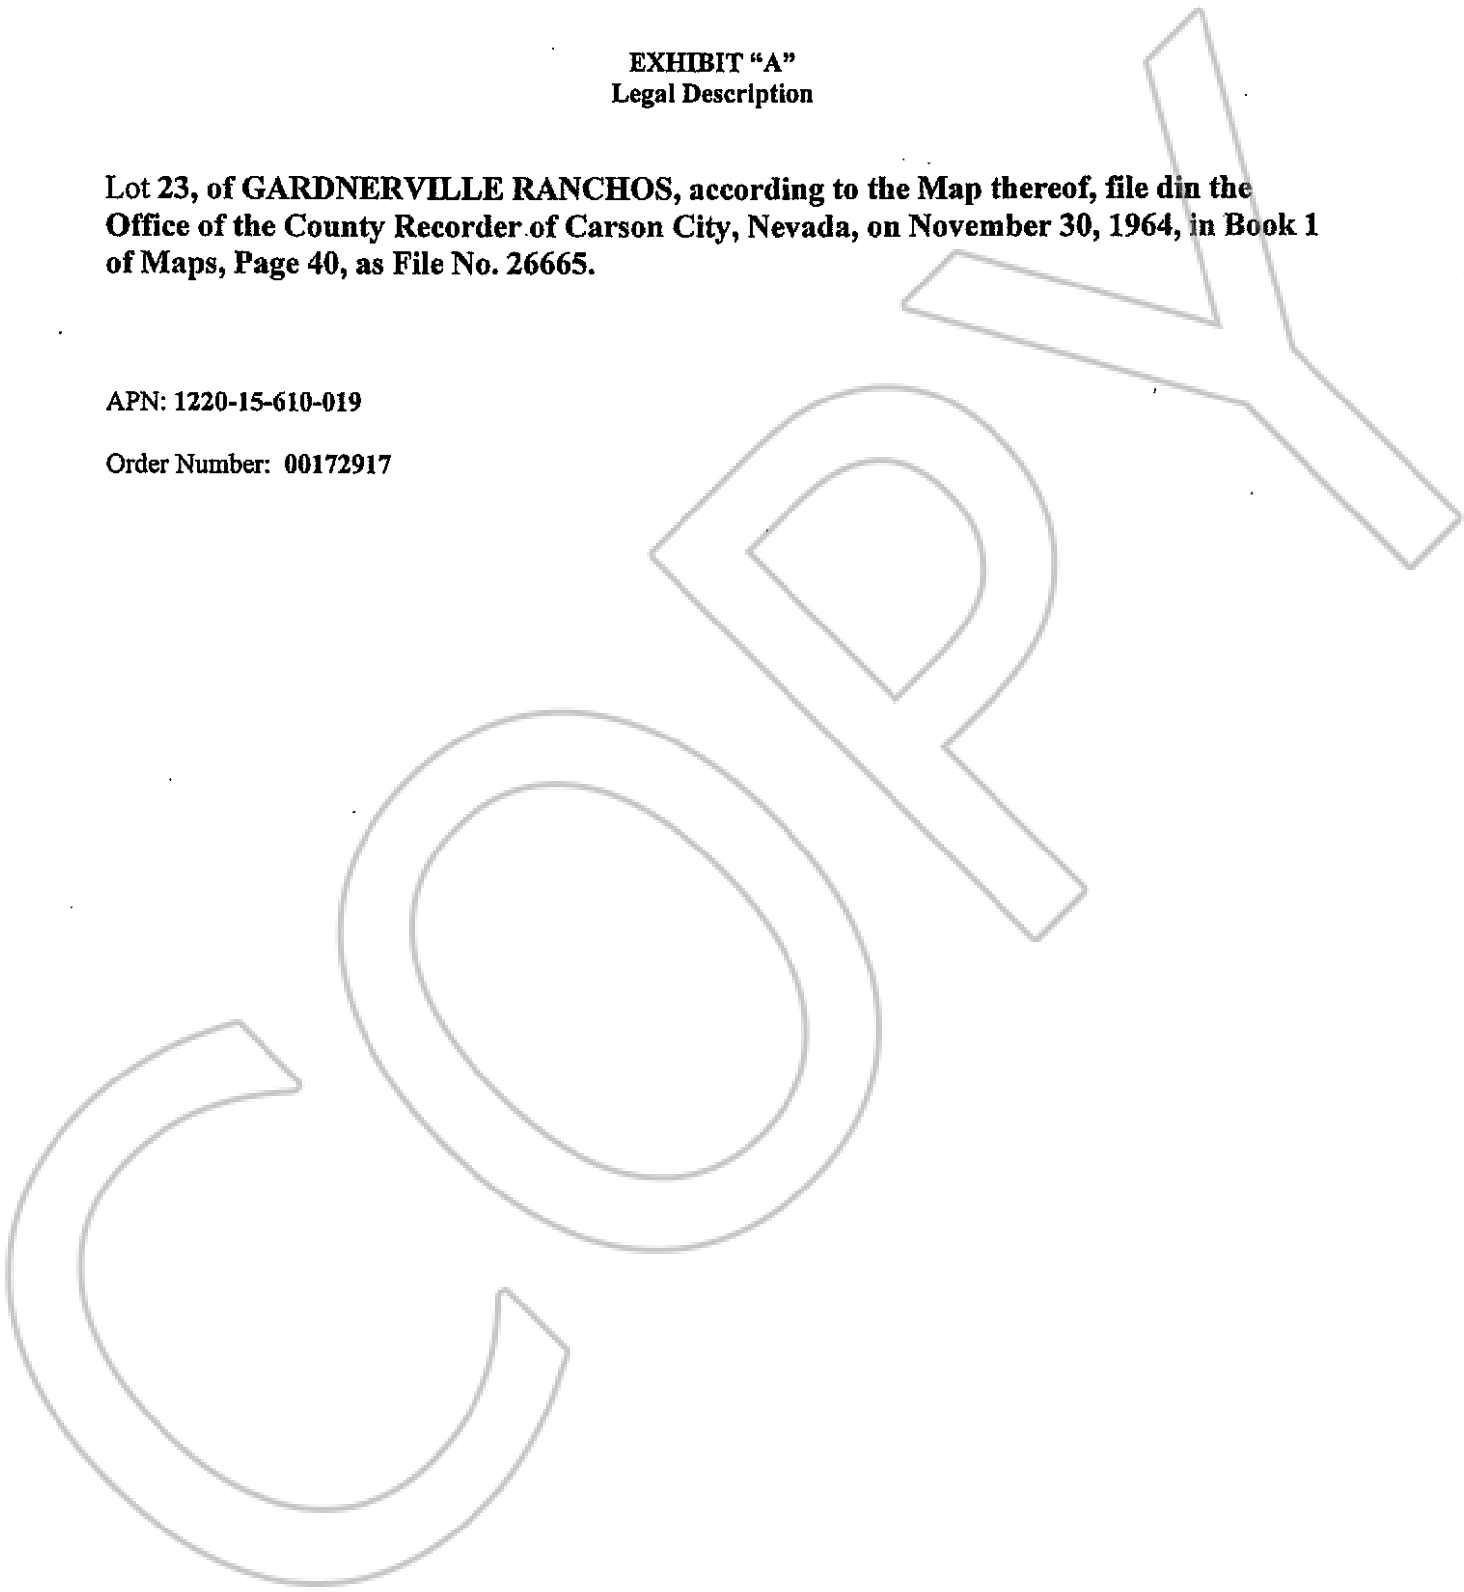 EXHIBIT “A”
Legal Description
Lot 23, of GARDNERVILLE RANCHOS, according to the Map thereof, file din the
Office of the County Recorder of Carson City, Nevada, on November 30, 1964, in Book 1
of Maps, Page 40, as File No. 26665.
APN: 1220-15-610-019
Order Number: 00172917
COPY